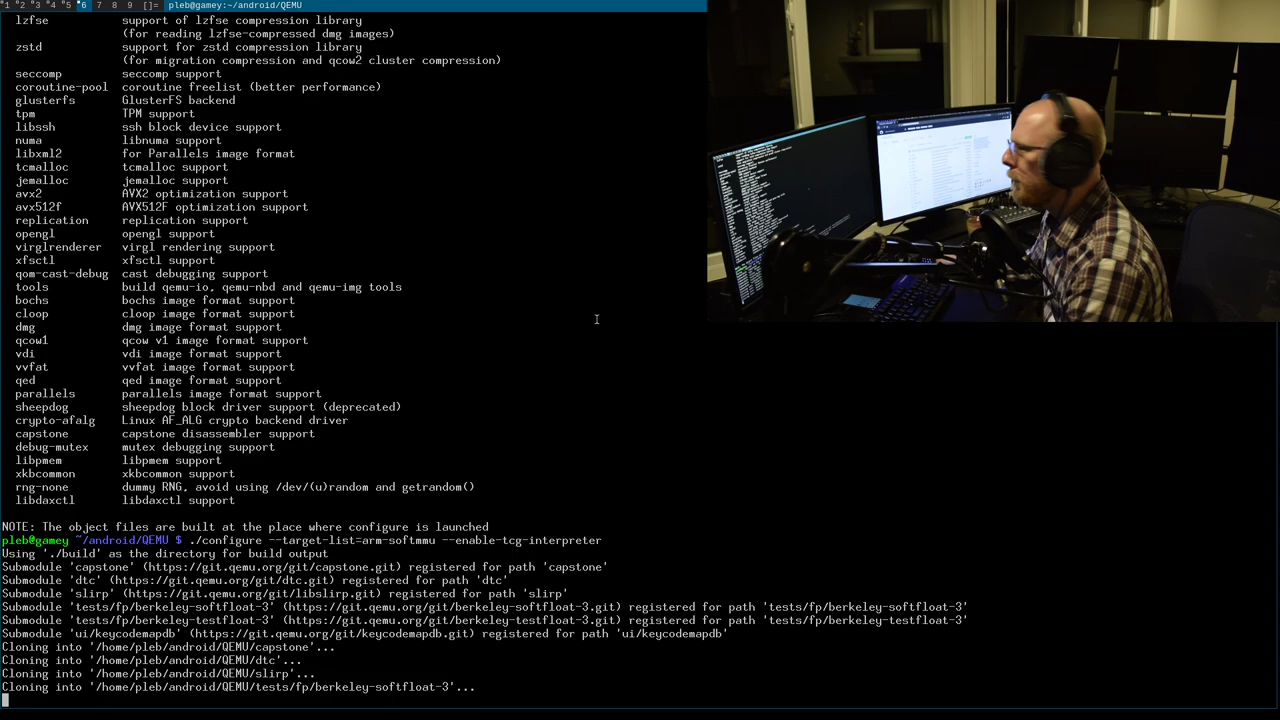 1 2 3 4 5 6 7 8 9 []= pleb@gamey:~/android/QEMU
lzfse support of lzfse compression library
(for reading lzfse-compressed dmg images)
zstd support for zstd compression library
(for migration compression and qcow2 cluster compression)
seccomp seccomp support
coroutine-pool coroutine freelist (better performance)
glusterfs GlusterFS backend
tpm TPM support
libssh ssh block device support
numa libnuma support
libxml2 for Parallels image format
tcmalloc tcmalloc support
jemalloc jemalloc support
avx2 AVX2 optimization support
avx512f AVX512F optimization support
replication replication support
opengl opengl support
virglrenderer virgl rendering support
xfsctl xfsctl support
qom-cast-debug cast debugging support
tools build qemu-io, qemu-nbd and qemu-img tools
bochs bochs image format support
cloop cloop image format support
dmg dmg image format support
qcow1 qcow v1 image format support
vdi vdi image format support
vvfat vvfat image format support
qed qed image format support
parallels parallels image format support
sheepdog sheepdog block driver support (deprecated)
crypto-afalg Linux AF_ALG crypto backend driver
capstone capstone disassembler support
debug-mutex mutex debugging support
libpmem libpmem support
xkbcommon xkbcommon support
rng-none dummy RNG, avoid using /dev/(u)random and getrandom()
libdaxctl libdaxctl support
NOTE: The object files are built at the place where configure is launched
pleb@gamey ~/android/QEMU $ ./configure --target-list=arm-softmmu --enable-tcg-interpreter
Using './build' as the directory for build output
Submodule 'capstone' (https://git.qemu.org/git/capstone.git) registered for path 'capstone'
Submodule 'dtc' (https://git.qemu.org/git/dtc.git) registered for path 'dtc'
Submodule 'slirp' (https://git.qemu.org/git/libslirp.git) registered for path 'slirp'
Submodule 'tests/fp/berkeley-softfloat-3' (https://git.qemu.org/git/berkeley-softfloat-3.git) registered for path 'tests/fp/berkeley-softfloat-3'
Submodule 'tests/fp/berkeley-testfloat-3' (https://git.qemu.org/git/berkeley-testfloat-3.git) registered for path 'tests/fp/berkeley-testfloat-3'
Submodule 'ui/keycodemapdb' (https://git.qemu.org/git/keycodemapdb.git) registered for path 'ui/keycodemapdb'
Cloning into '/home/pleb/android/QEMU/capstone'...
Cloning into '/home/pleb/android/QEMU/dtc'...
Cloning into '/home/pleb/android/QEMU/slirp'...
Cloning into '/home/pleb/android/QEMU/tests/fp/berkeley-softfloat-3'...